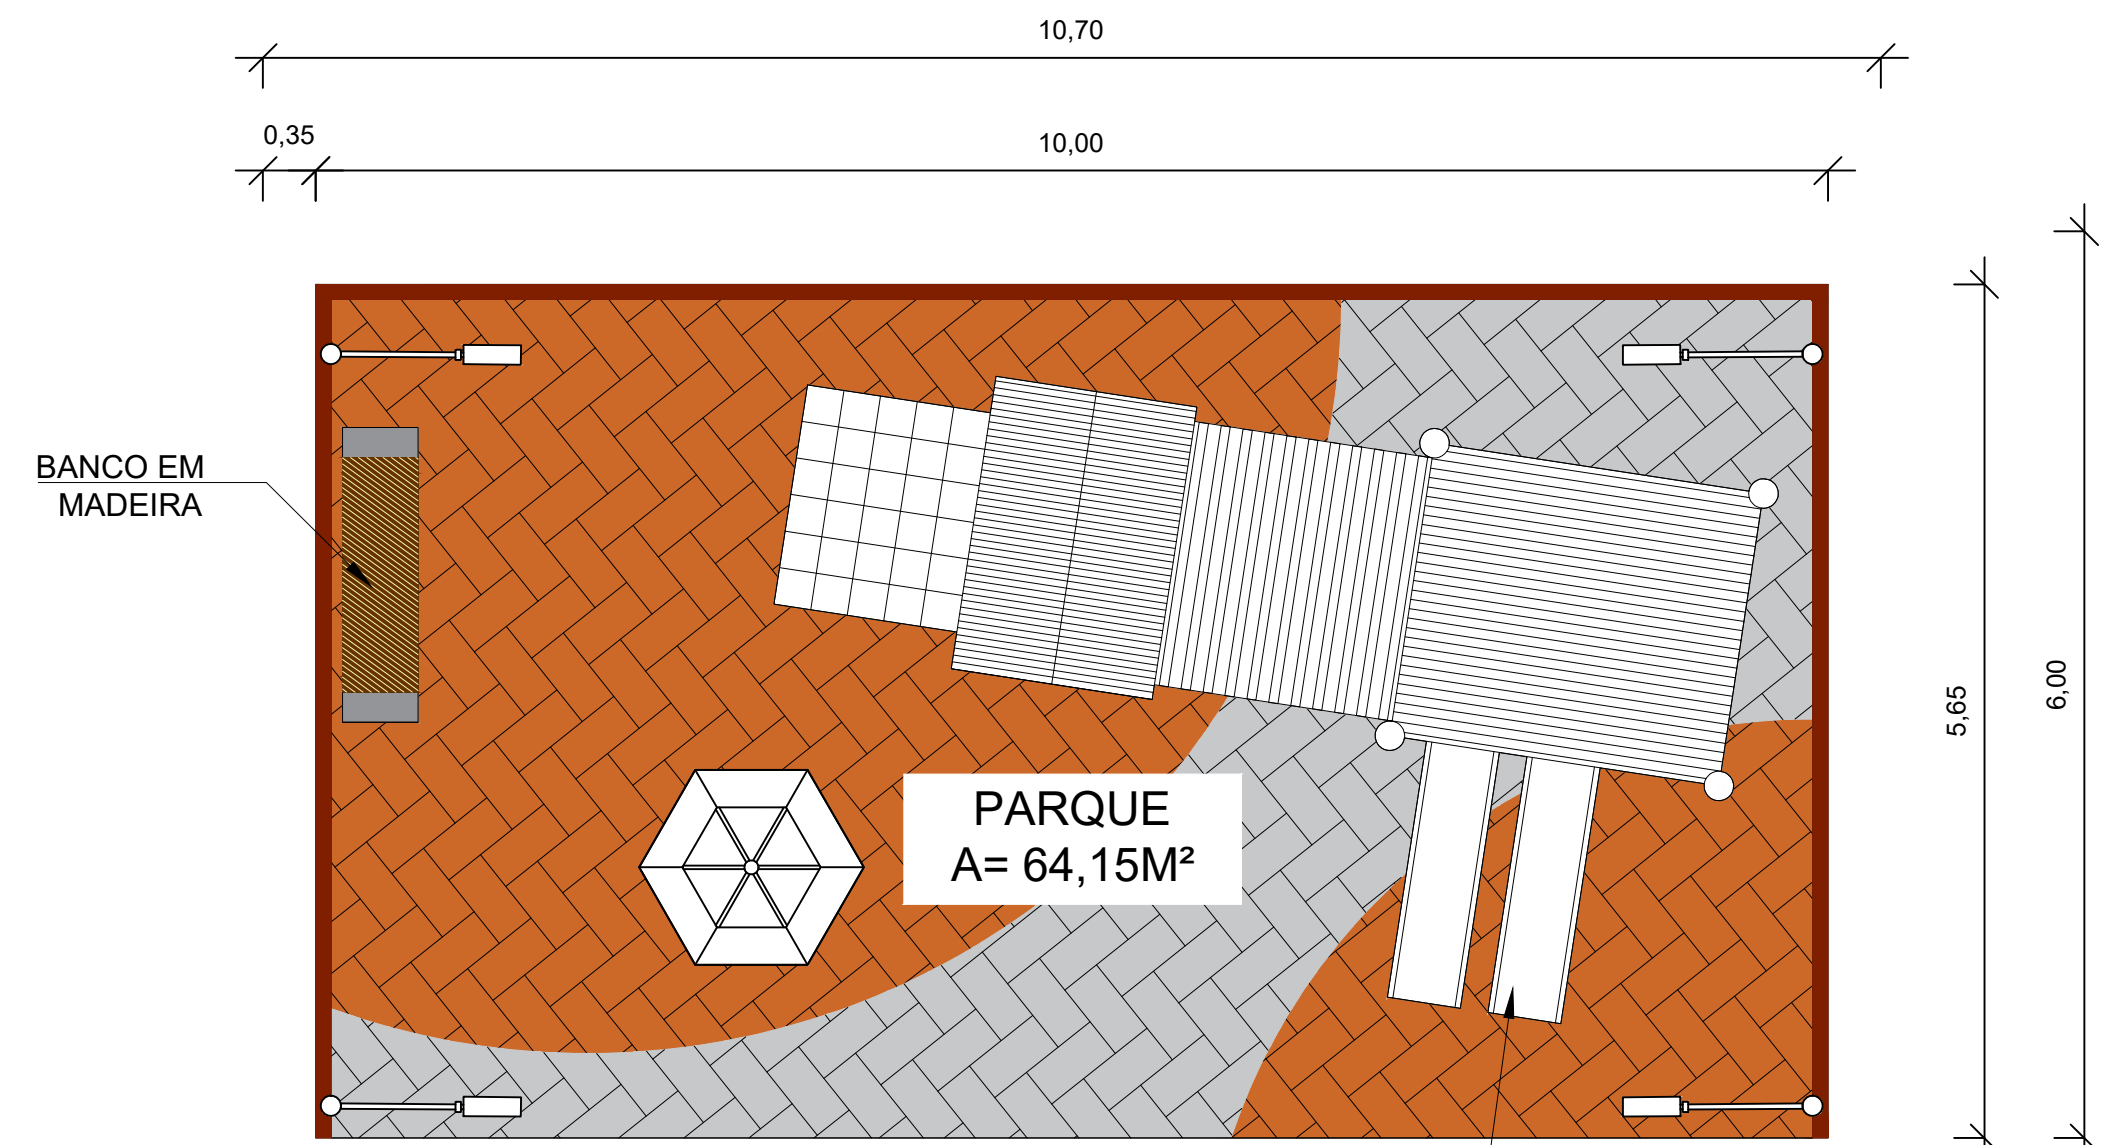 10,70
0,35
10,00
BANCO EM
MADEIRA
5,65
6,00
PARQUE
A= 64,15M²